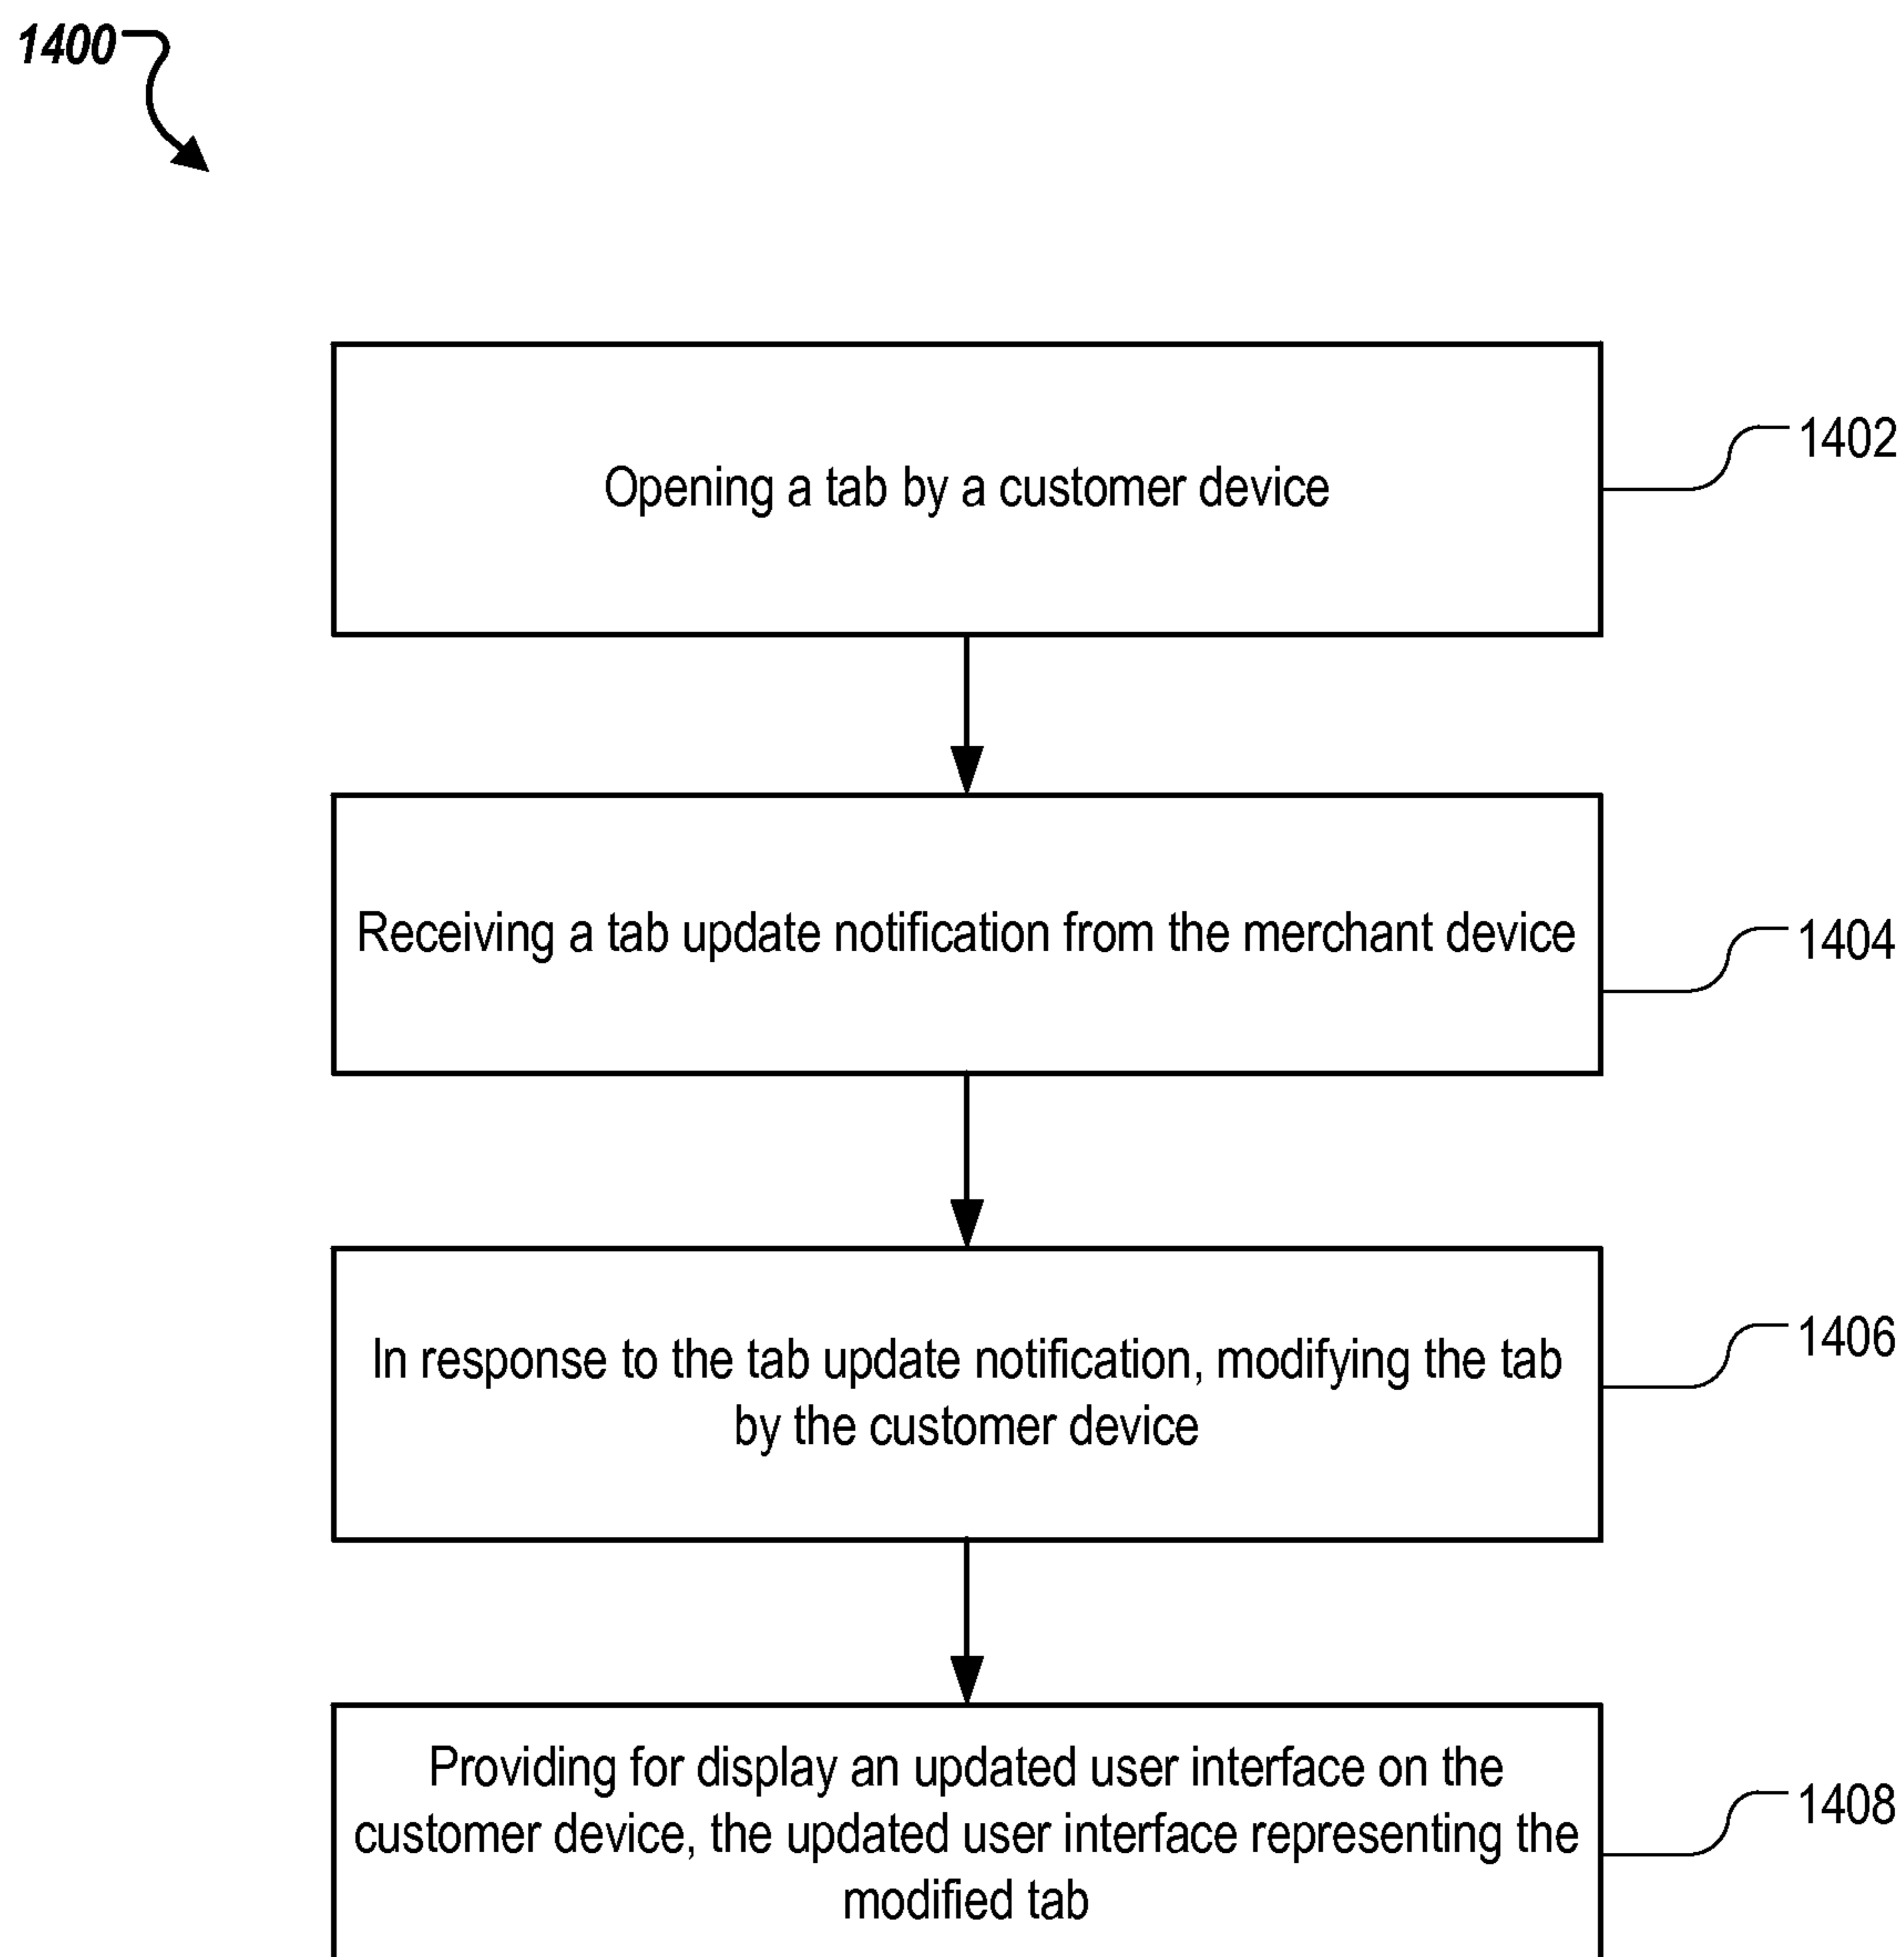 1400
Opening a tab by a customer device
1402
Receiving a tab update notification from the merchant device
1404
In response to the tab update notification, modifying the tab
by the customer device
1406
Providing for display an updated user interface on the
customer device, the updated user interface representing the
modified tab
1408